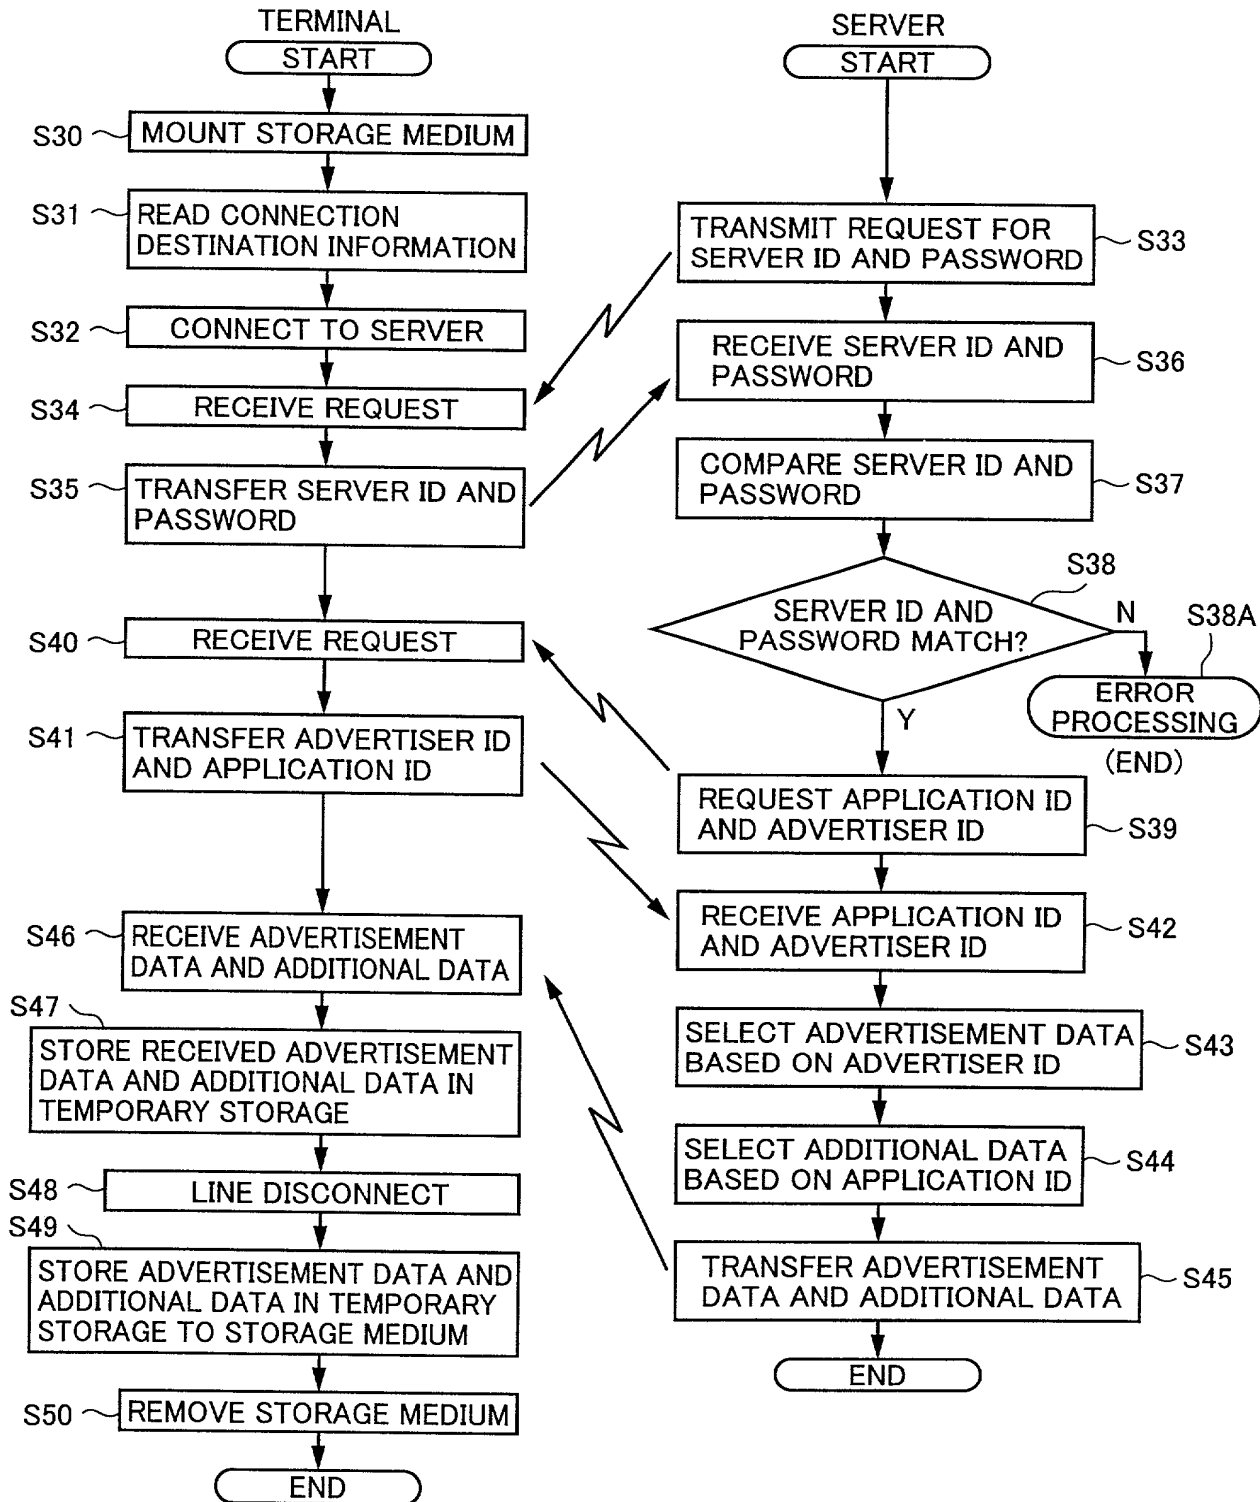 TERMINAL
START
S30
MOUNT STORAGE MEDIUM
S31
READ CONNECTION
DESTINATION INFORMATION
S32
CONNECT TO SERVER
S34
RECEIVE REQUEST
S35
TRANSFER SERVER ID AND
PASSWORD
S40
RECEIVE REQUEST
S41
TRANSFER ADVERTISER ID
AND APPLICATION ID
S46
RECEIVE ADVERTISEMENT
DATA AND ADDITIONAL DATA
S47
STORE RECEIVED ADVERTISEMENT
DATA AND ADDITIONAL DATA IN
TEMPORARY STORAGE
S48
LINE DISCONNECT
S49
STORE ADVERTISEMENT DATA AND
ADDITIONAL DATA IN TEMPORARY
STORAGE TO STORAGE MEDIUM
S50
REMOVE STORAGE MEDIUM
END
SERVER
START
TRANSMIT REQUEST FOR
SERVER ID AND PASSWORD
S33
RECEIVE SERVER ID AND
PASSWORD
S36
COMPARE SERVER ID AND
PASSWORD
S37
S38
SERVER ID AND
PASSWORD MATCH?
N
S38A
ERROR
PROCESSING
(END)
Y
REQUEST APPLICATION ID
AND ADVERTISER ID
S39
RECEIVE APPLICATION ID
AND ADVERTISER ID
S42
SELECT ADVERTISEMENT DATA
BASED ON ADVERTISER ID
S43
SELECT ADDITIONAL DATA
BASED ON APPLICATION ID
S44
TRANSFER ADVERTISEMENT
DATA AND ADDITIONAL DATA
S45
END